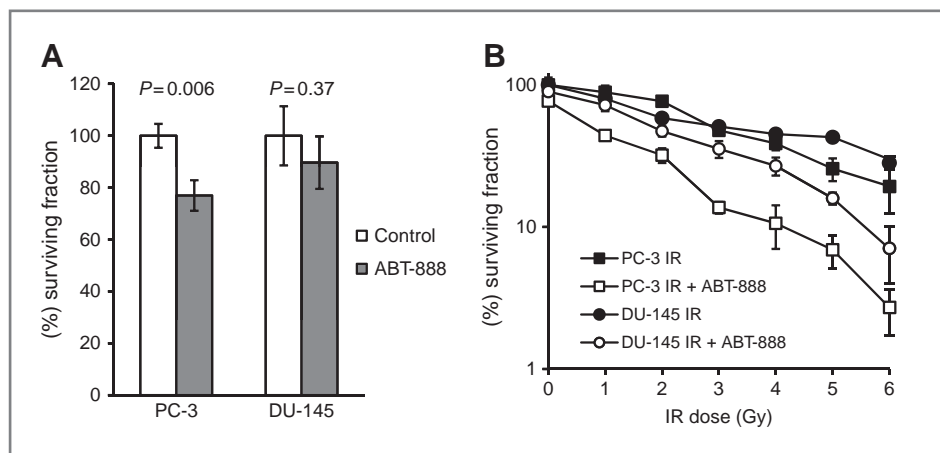 A
P=0.006
P=0.37
120
100
80
60
40
20
0
(%) surviving fraction
PC-3
DU-145
Control
ABT-888
B
100
10
1
(%) surviving fraction
PC-3 IR
PC-3 IR + ABT-888
DU-145 IR
DU-145 IR + ABT-888
0 1 2 3 4 5 6
IR dose (Gy)